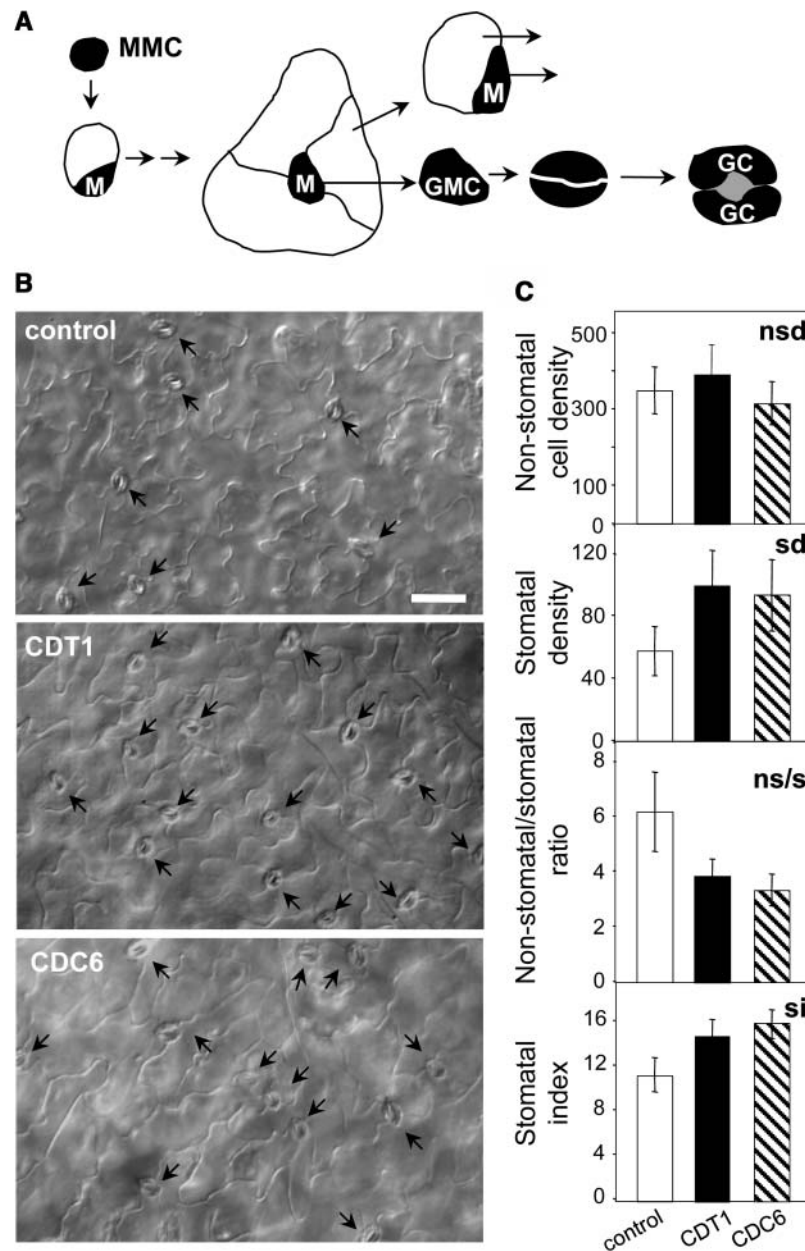 A
MMC
M
M
M
GMC
GC
GC
B
control
CDT1
CDC6
C
nsd
Non-stomatal
cell density
500
300
100
0
sd
Stomatal
density
120
80
40
0
ns/s
Non-stomatal/stomatal
ratio
6
4
2
0
si
Stomatal
index
16
12
8
4
0
control
CDT1
CDC6